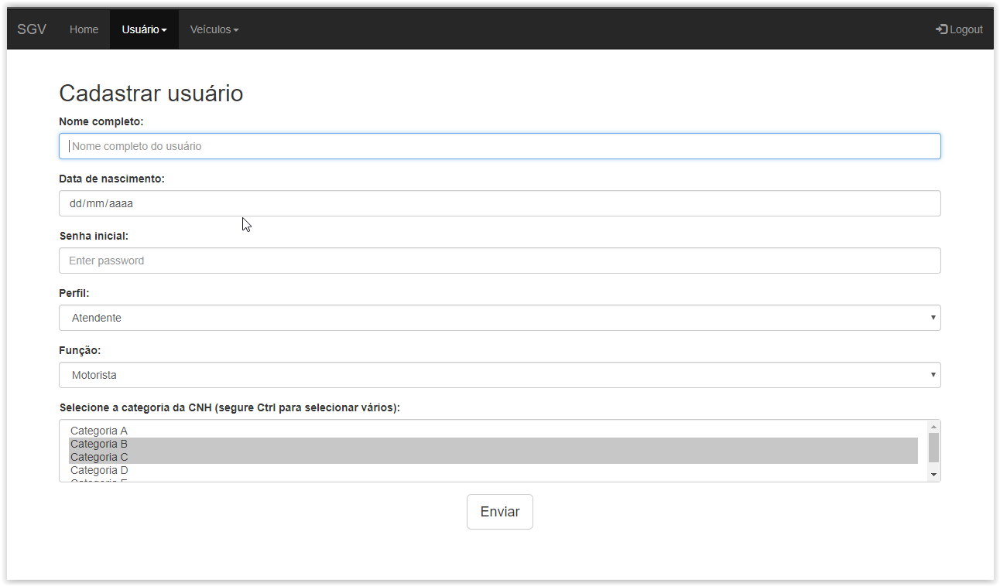 SGV Home Usuário Veículos Logout
Cadastrar usuário
Nome completo:
Nome completo do usuário
Data de nascimento:
dd/mm/aaaa
Senha inicial:
Enter password
Perfil:
Atendente
Função:
Motorista
Selecione a categoria da CNH (segure Ctrl para selecionar vários):
Categoria A
Categoria B
Categoria C
Categoria D
Categoria E
Enviar